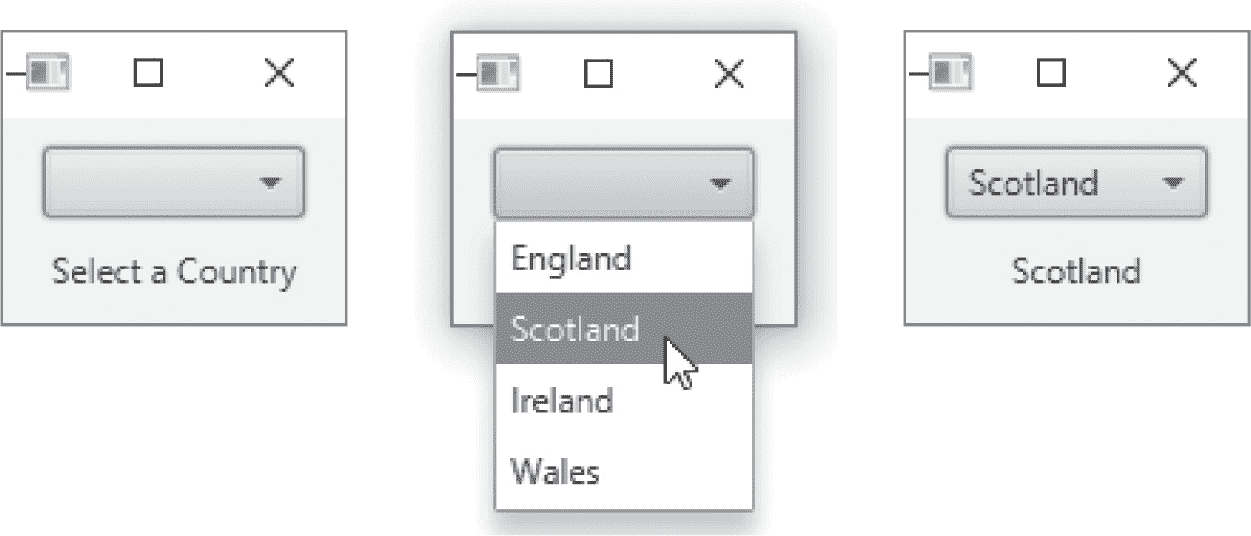 Select a Country
England
Scotland
Ireland
Wales
Scotland
Scotland